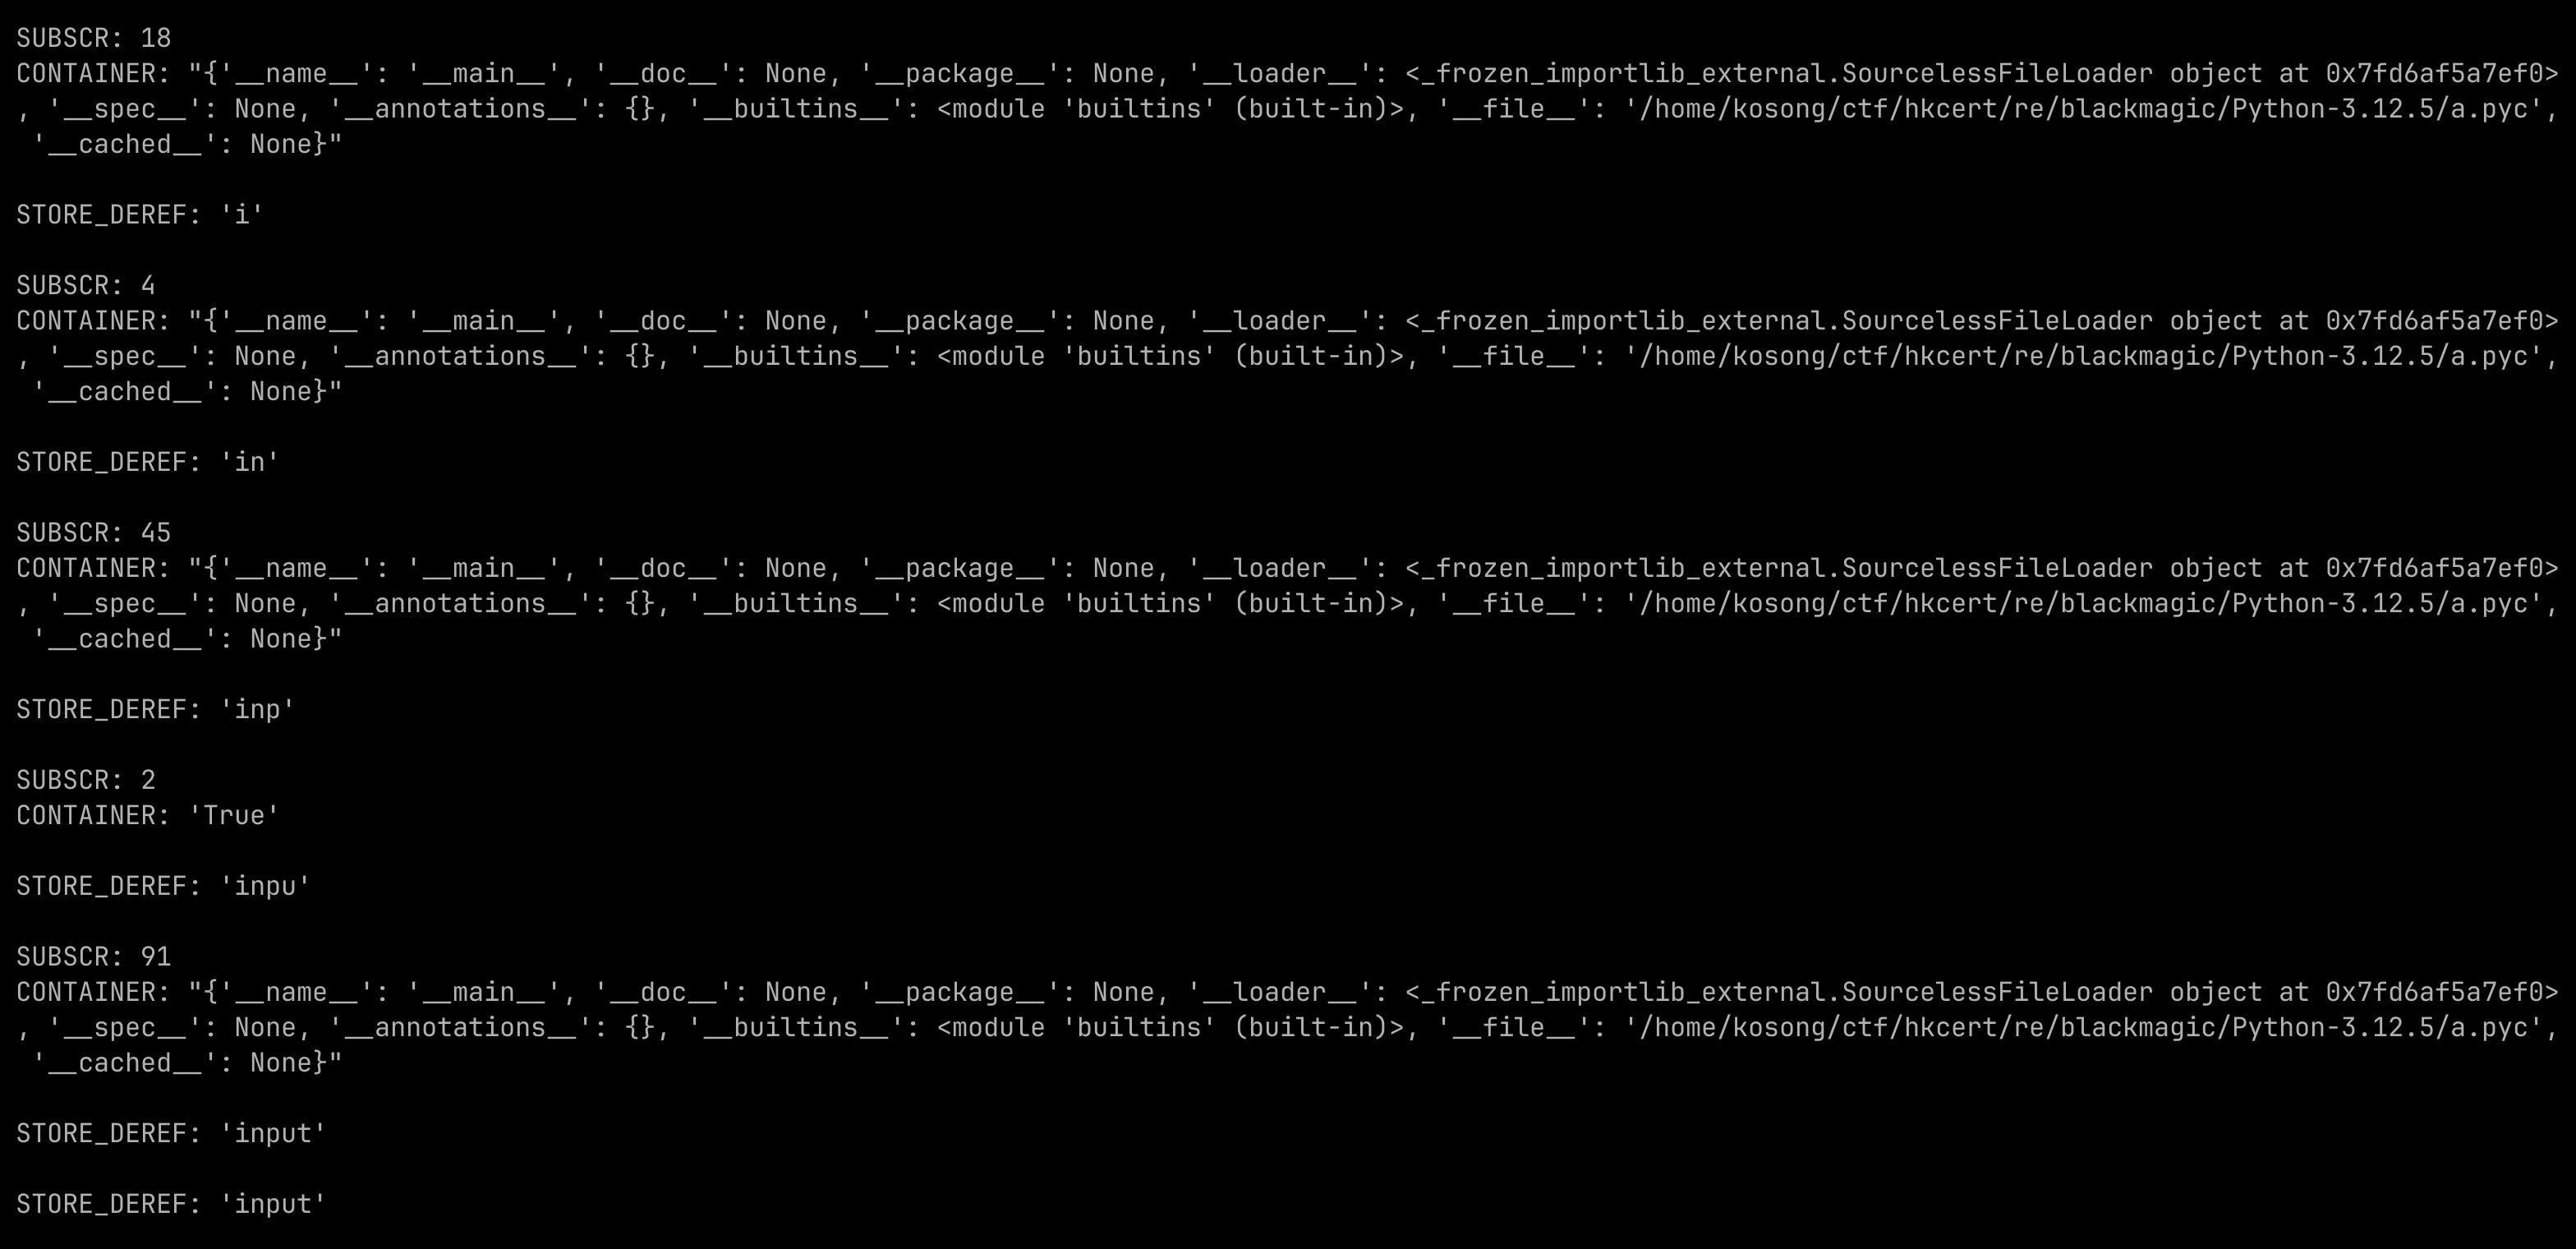 SUBSCR: 18
CONTAINER: "{'__name__': '__main__', '__doc__': None, '__package__': None, '__loader__': <_frozen_importlib_external.SourcelessFileLoader object at 0x7fd6af5a7ef0>
, '__spec__': None, '__annotations__': {}, '__builtins__': <module 'builtins' (built-in)>, '__file__': '/home/kosong/ctf/hkcert/re/blackmagic/Python-3.12.5/a.pyc',
 '__cached__': None}"
STORE_DEREF: 'i'
SUBSCR: 4
CONTAINER: "{'__name__': '__main__', '__doc__': None, '__package__': None, '__loader__': <_frozen_importlib_external.SourcelessFileLoader object at 0x7fd6af5a7ef0>
, '__spec__': None, '__annotations__': {}, '__builtins__': <module 'builtins' (built-in)>, '__file__': '/home/kosong/ctf/hkcert/re/blackmagic/Python-3.12.5/a.pyc',
 '__cached__': None}"
STORE_DEREF: 'in'
SUBSCR: 45
CONTAINER: "{'__name__': '__main__', '__doc__': None, '__package__': None, '__loader__': <_frozen_importlib_external.SourcelessFileLoader object at 0x7fd6af5a7ef0>
, '__spec__': None, '__annotations__': {}, '__builtins__': <module 'builtins' (built-in)>, '__file__': '/home/kosong/ctf/hkcert/re/blackmagic/Python-3.12.5/a.pyc',
 '__cached__': None}"
STORE_DEREF: 'inp'
SUBSCR: 2
CONTAINER: 'True'
STORE_DEREF: 'inpu'
SUBSCR: 91
CONTAINER: "{'__name__': '__main__', '__doc__': None, '__package__': None, '__loader__': <_frozen_importlib_external.SourcelessFileLoader object at 0x7fd6af5a7ef0>
, '__spec__': None, '__annotations__': {}, '__builtins__': <module 'builtins' (built-in)>, '__file__': '/home/kosong/ctf/hkcert/re/blackmagic/Python-3.12.5/a.pyc',
 '__cached__': None}"
STORE_DEREF: 'input'
STORE_DEREF: 'input'